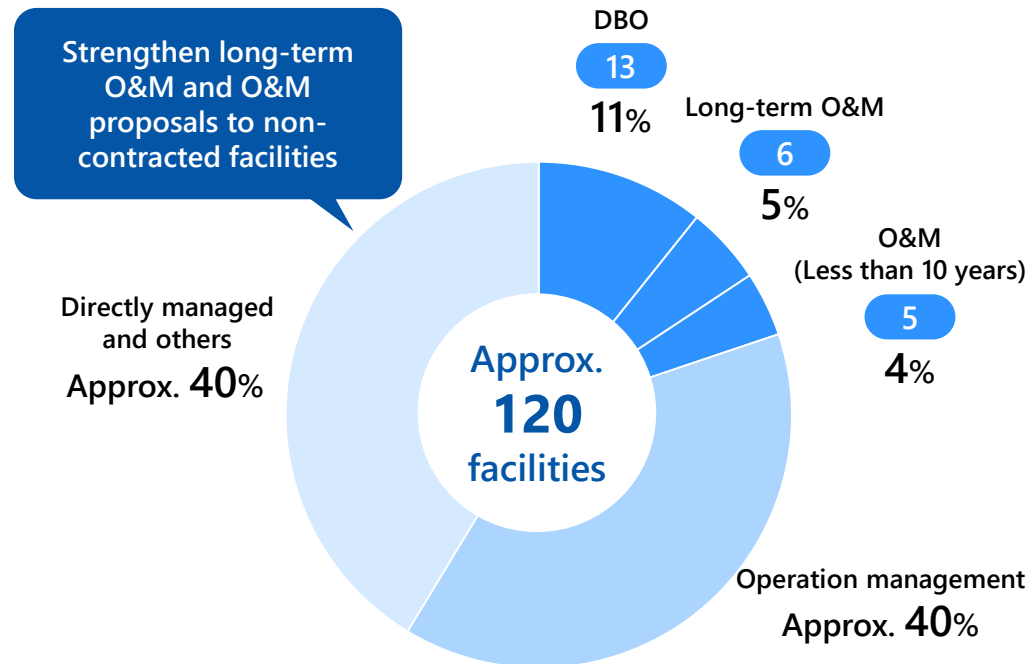 Strengthen long-term
O&M and O&M
proposals to non-
contracted facilities
DBO
13
11%
Long-term O&M
6
5%
O&M
(Less than 10 years)
5
4%
Directly managed
and others
Approx. 40%
Approx.
120
facilities
Operation management
Approx. 40%